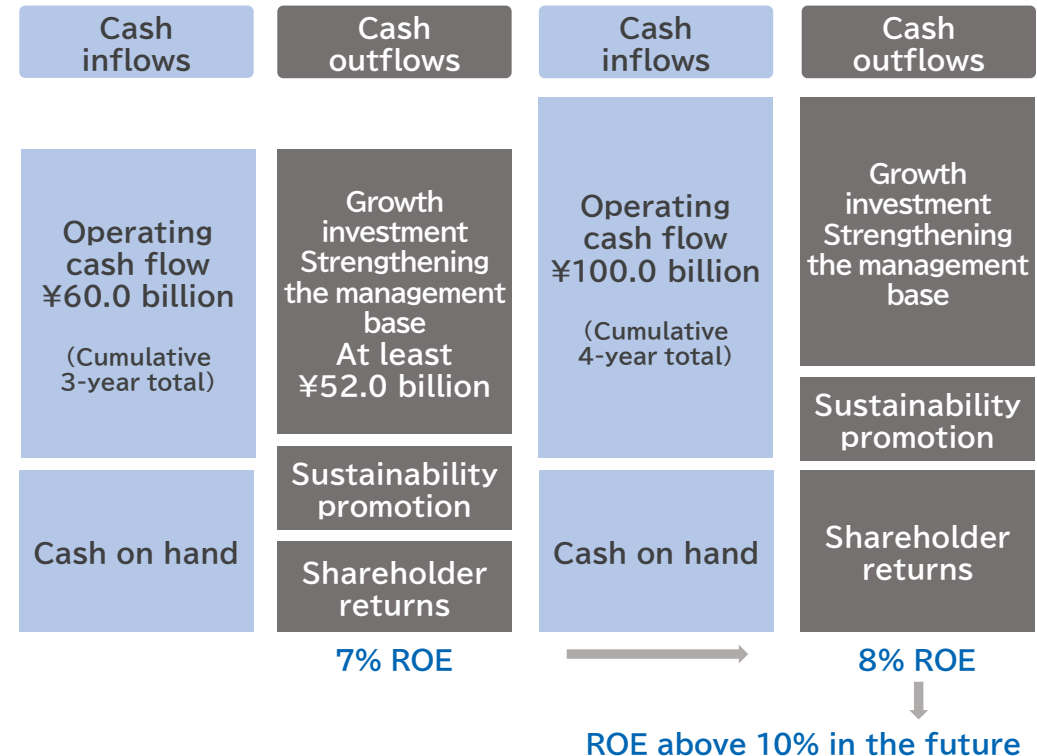 Cash
inflows
Cash
outflows
Cash
inflows
Cash
outflows
Operating
cash flow
¥60.0 billion
(Cumulative
3-year total)
Cash on hand
Growth
investment
Strengthening
the management
base
At least
¥52.0 billion
Sustainability
promotion
Shareholder
returns
7% ROE
Operating
cash flow
¥100.0 billion
(Cumulative
4-year total)
Cash on hand
Growth
investment
Strengthening
the management
base
Sustainability
promotion
Shareholder
returns
8% ROE
ROE above 10% in the future